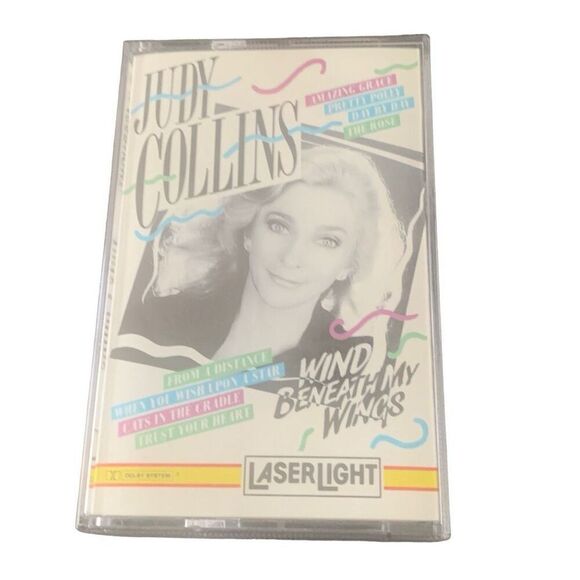 JUDY
COLLINS
AMAZING GRACE
PRETTY POLLY
DAY BY DAY
THE ROSE
FROM A DISTANCE
WHEN YOU WISH UPON A STAR
CATS IN THE CRADLE
TRUST YOUR HEART
WIND
BENEATH MY
WINGS
DOLBY SYSTEM
LASERLIGHT